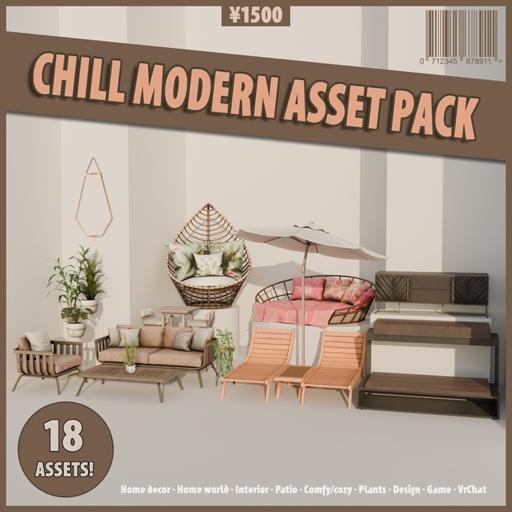 ¥1500
0 712345 678911 >
CHILL MODERN ASSET PACK
18
ASSETS!
Home decor - Home world - Interior - Patio - Comfy/cozy - Plants - Design - Game - VrChat